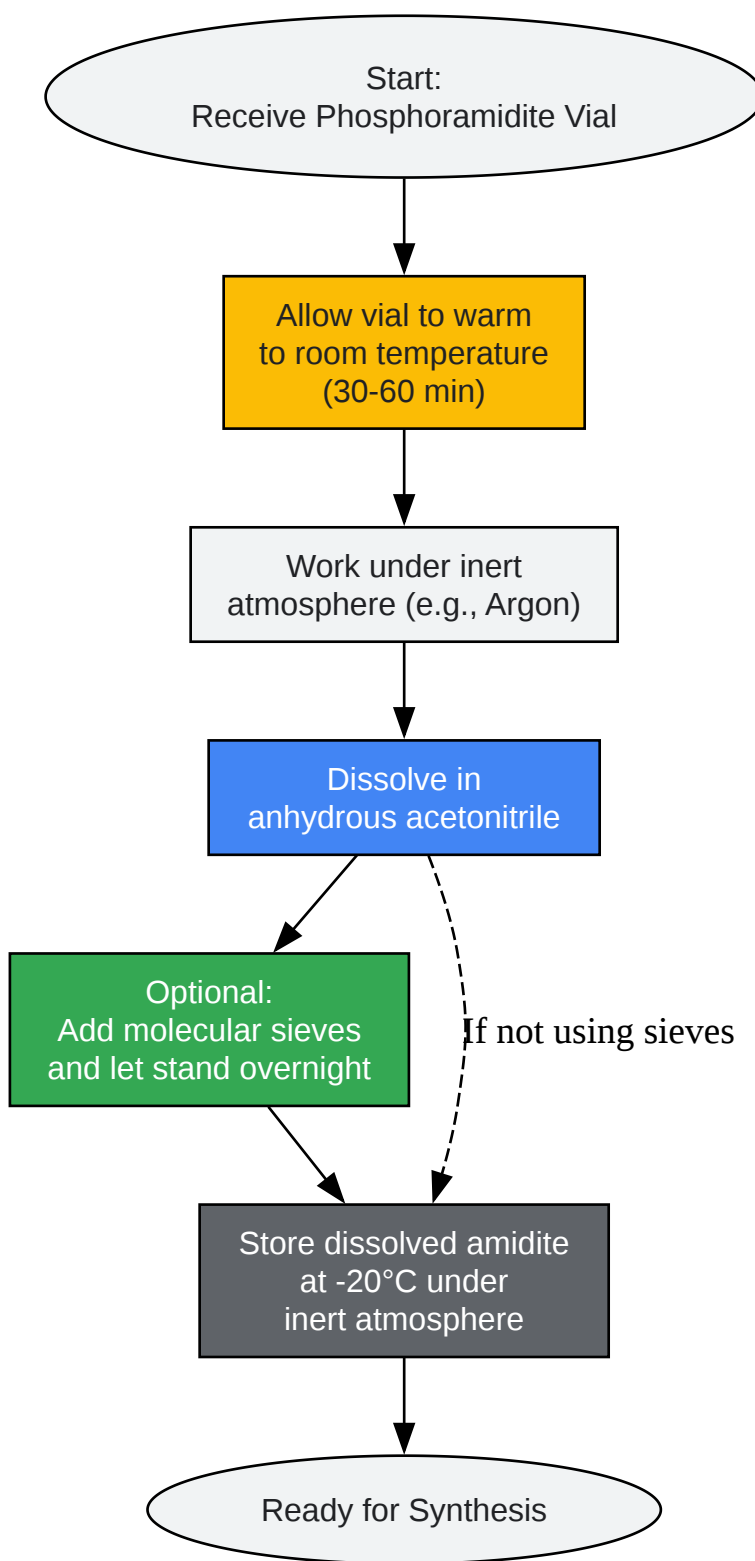 Start:
Receive Phosphoramidite Vial
Allow vial to warm
to room temperature
(30-60 min)
Work under inert
atmosphere (e.g., Argon)
Dissolve in
anhydrous acetonitrile
Optional:
Add molecular sieves
and let stand overnight
If not using sieves
Store dissolved amidite
at -20°C under
inert atmosphere
Ready for Synthesis